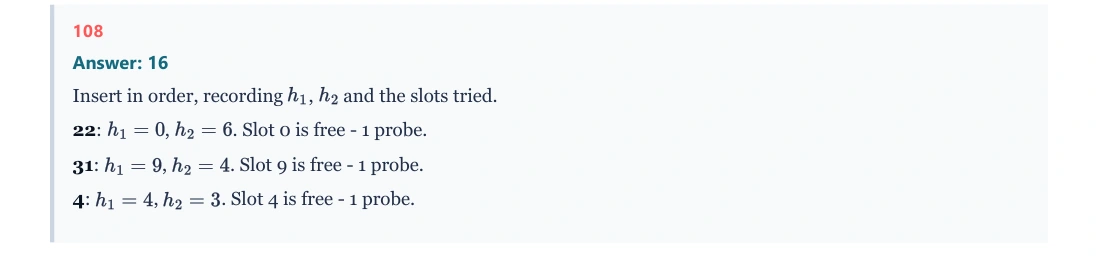 108
Answer: 16
Insert in order, recording h₁, h₂ and the slots tried.
22: h₁ = 0, h₂ = 6. Slot 0 is free - 1 probe.
31: h₁ = 9, h₂ = 4. Slot 9 is free - 1 probe.
4: h₁ = 4, h₂ = 3. Slot 4 is free - 1 probe.